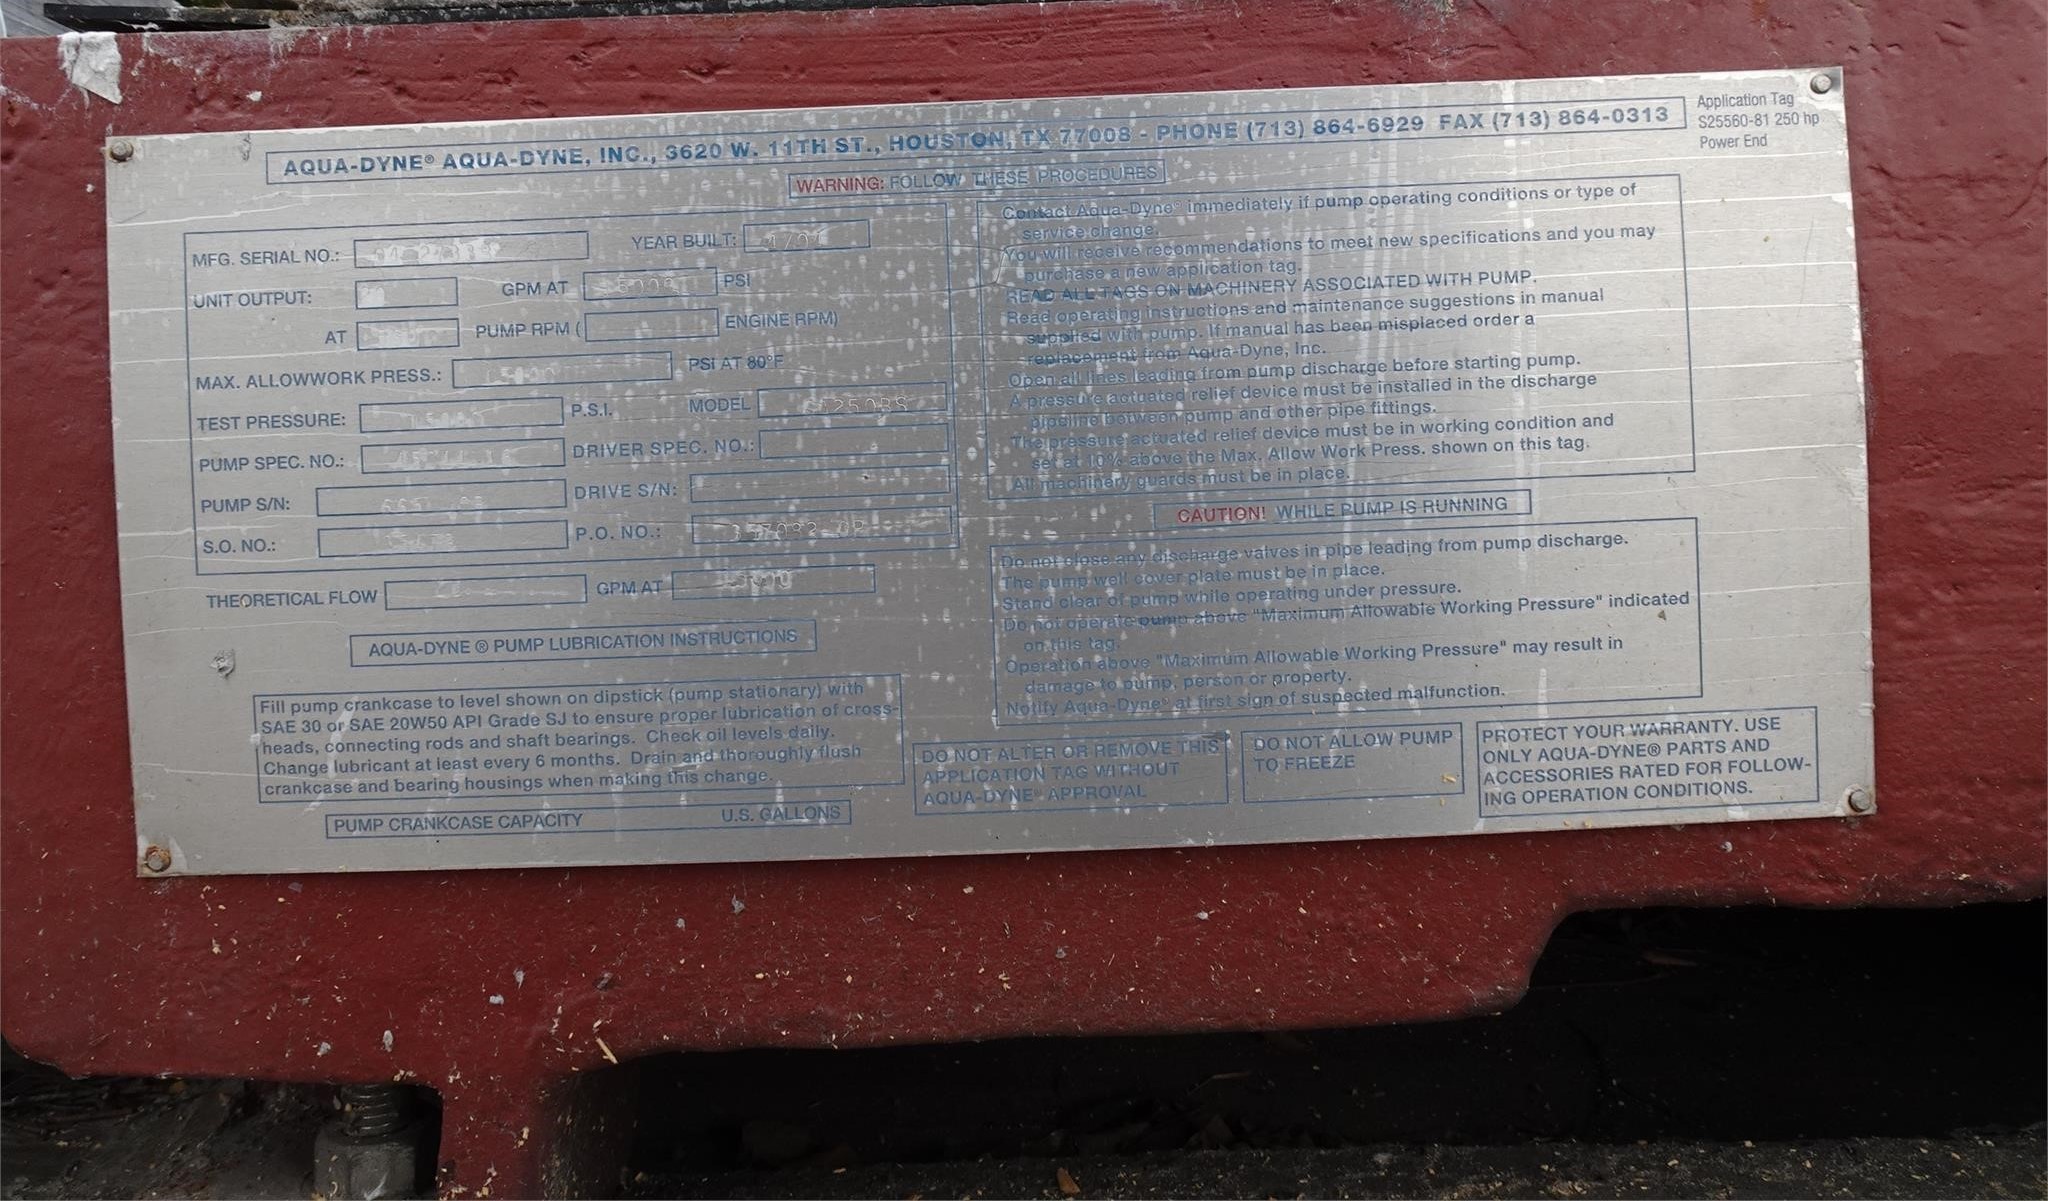 AQUA-DYNE® AQUA-DYNE, INC., 3620 W. 11TH ST., HOUSTON, TX 77008 - PHONE (713) 864-6929 FAX (713) 864-0313
Application Tag
S25560-81 250 hp
Power End
WARNING: FOLLOW THESE PROCEDURES
MFG. SERIAL NO.:
YEAR BUILT:
UNIT OUTPUT: GPM AT PSI
AT PUMP RPM ( ENGINE RPM)
MAX. ALLOWWORK PRESS.: PSI AT 80°F
TEST PRESSURE: P.S.I. MODEL
PUMP SPEC. NO.: DRIVER SPEC. NO.:
PUMP S/N: DRIVE S/N:
S.O. NO.: P.O. NO.:
THEORETICAL FLOW GPM AT
AQUA-DYNE ® PUMP LUBRICATION INSTRUCTIONS
Fill pump crankcase to level shown on dipstick (pump stationary) with
SAE 30 or SAE 20W50 API Grade SJ to ensure proper lubrication of cross-
heads, connecting rods and shaft bearings. Check oil levels daily.
Change lubricant at least every 6 months. Drain and thoroughly flush
crankcase and bearing housings when making this change.
PUMP CRANKCASE CAPACITY U.S. GALLONS
Contact Aqua-Dyne® immediately if pump operating conditions or type of
service change.
You will receive recommendations to meet new specifications and you may
purchase a new application tag.
READ ALL TAGS ON MACHINERY ASSOCIATED WITH PUMP.
Read operating instructions and maintenance suggestions in manual
supplied with pump. If manual has been misplaced order a
replacement from Aqua-Dyne, Inc.
Open all lines leading from pump discharge before starting pump.
A pressure actuated relief device must be installed in the discharge
pipeline between pump and other pipe fittings.
The pressure actuated relief device must be in working condition and
set at 10% above the Max. Allow Work Press. shown on this tag.
All machinery guards must be in place.
CAUTION! WHILE PUMP IS RUNNING
Do not close any discharge valves in pipe leading from pump discharge.
The pump well cover plate must be in place.
Stand clear of pump while operating under pressure.
Do not operate pump above "Maximum Allowable Working Pressure" indicated
on this tag.
Operation above "Maximum Allowable Working Pressure" may result in
damage to pump, person or property.
Notify Aqua-Dyne® at first sign of suspected malfunction.
DO NOT ALTER OR REMOVE THIS
APPLICATION TAG WITHOUT
AQUA-DYNE® APPROVAL
DO NOT ALLOW PUMP
TO FREEZE
PROTECT YOUR WARRANTY. USE
ONLY AQUA-DYNE® PARTS AND
ACCESSORIES RATED FOR FOLLOW-
ING OPERATION CONDITIONS.